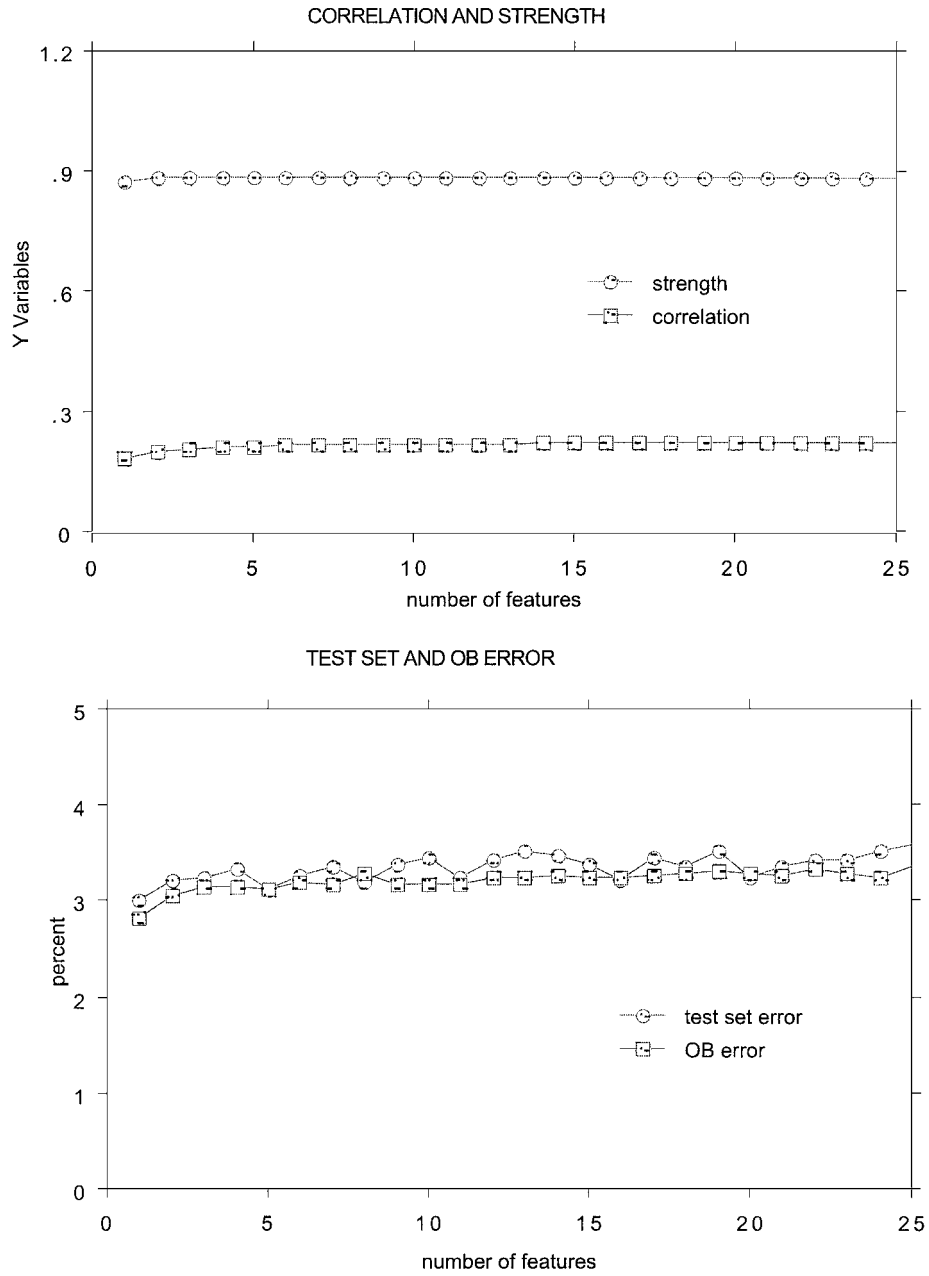 CORRELATION AND STRENGTH
1.2
.9
.6
.3
0
Y Variables
strength
correlation
0 5 10 15 20 25
number of features
TEST SET AND OB ERROR
5
4
3
2
1
0
percent
test set error
OB error
0 5 10 15 20 25
number of features